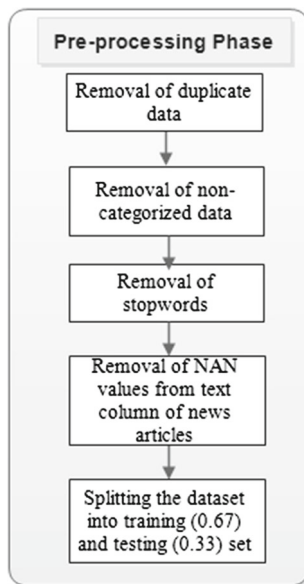 Pre-processing Phase
Removal of duplicate
data
Removal of non-
categorized data
Removal of
stopwords
Removal of NAN
values from text
column of news
articles
Splitting the dataset
into training (0.67)
and testing (0.33) set